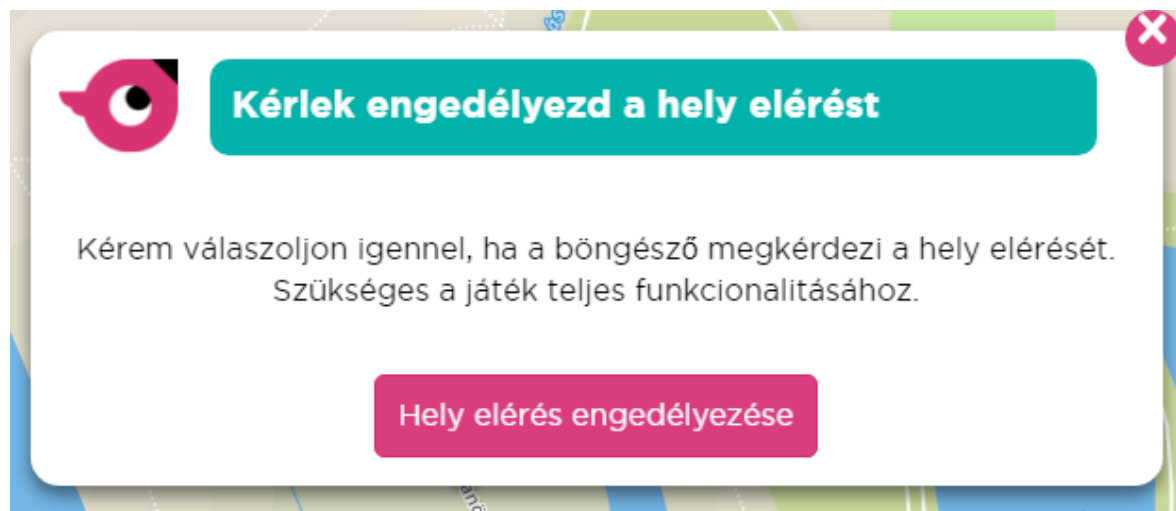 Kérlek engedélyezd a hely elérést
Kérem válaszoljon igennel, ha a böngésző megkérdezi a hely elérését.
Szükséges a játék teljes funkcionalitásához.
Hely elérés engedélyezése